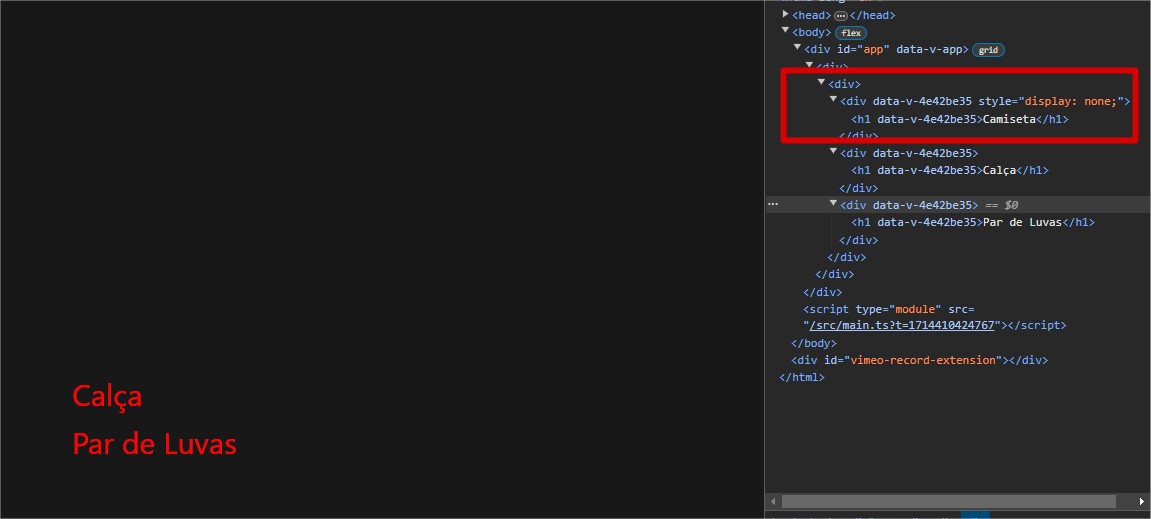 <head> ••• </head>
<body> flex
<div id="app" data-v-app> grid
<div>
<div>
<div data-v-4e42be35 style="display: none;">
<h1 data-v-4e42be35>Camiseta</h1>
</div>
<div data-v-4e42be35>
<h1 data-v-4e42be35>Calça</h1>
</div>
<div data-v-4e42be35> == $0
<h1 data-v-4e42be35>Par de Luvas</h1>
</div>
</div>
</div>
</div>
<script type="module" src=
"/src/main.ts?t=1714410424767"></script>
</body>
<div id="vimeo-record-extension"></div>
</html>
Calça
Par de Luvas